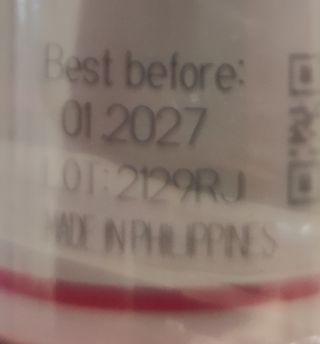 Best before:
01 2027
LOT:2129RJ
MADE IN PHILIPPINES